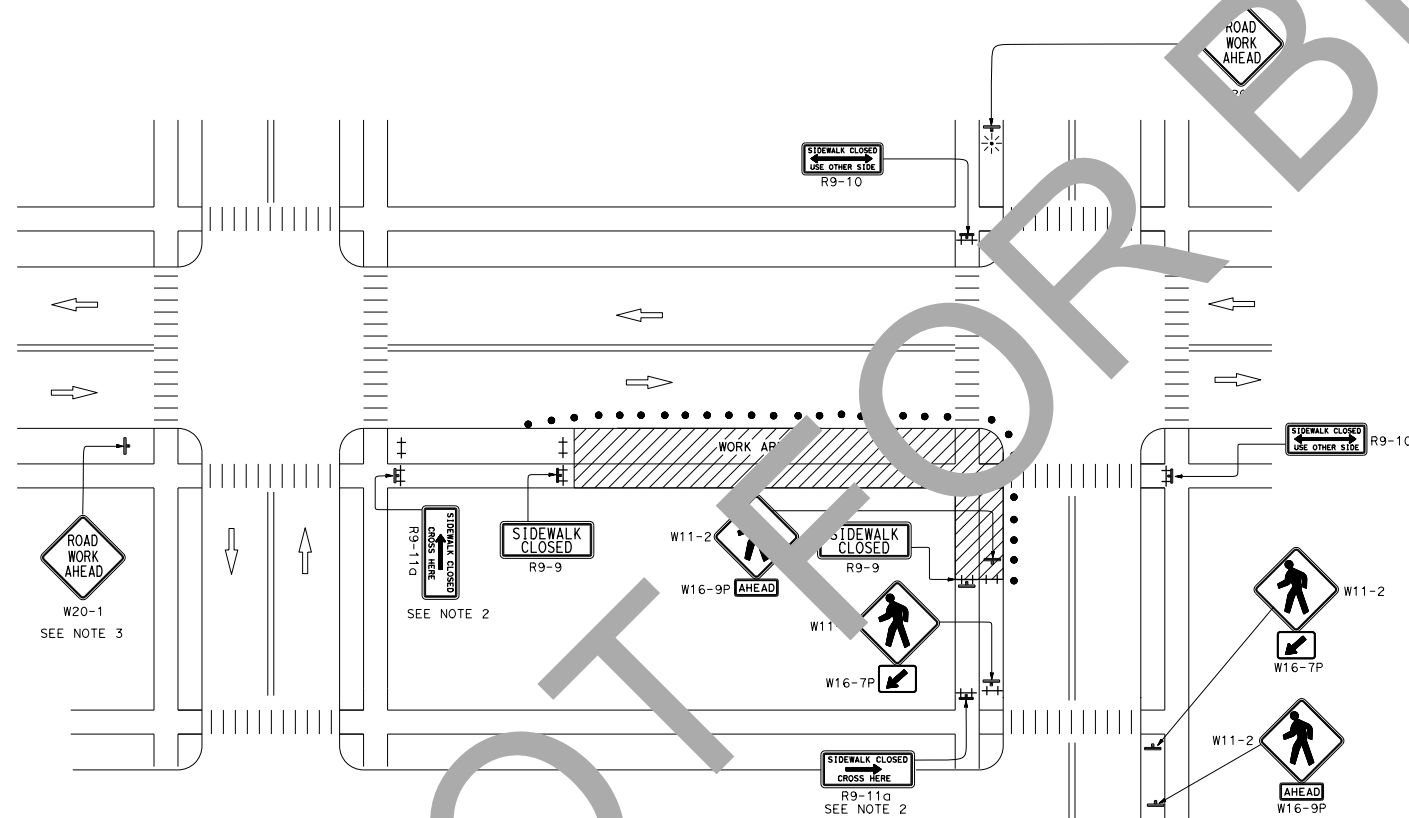 ROAD
WORK
AHEAD
SIDEWALK CLOSED
USE OTHER SIDE
R9-10
SIDEWALK CLOSED
USE OTHER SIDE
R9-10
WORK
ROAD
WORK
AHEAD
W20-1
SEE NOTE 3
SIDEWALK CLOSED
CROSS HERE
R9-11a
SEE NOTE 2
SIDEWALK
CLOSED
R9-9
W11-2
W16-9P
AHEAD
SIDEWALK
CLOSED
R9-9
W11-
W16-7P
W11-2
W16-7P
W11-2
AHEAD
W16-9P
SIDEWALK CLOSED
CROSS HERE
R9-11a
SEE NOTE 2
OT FOR B